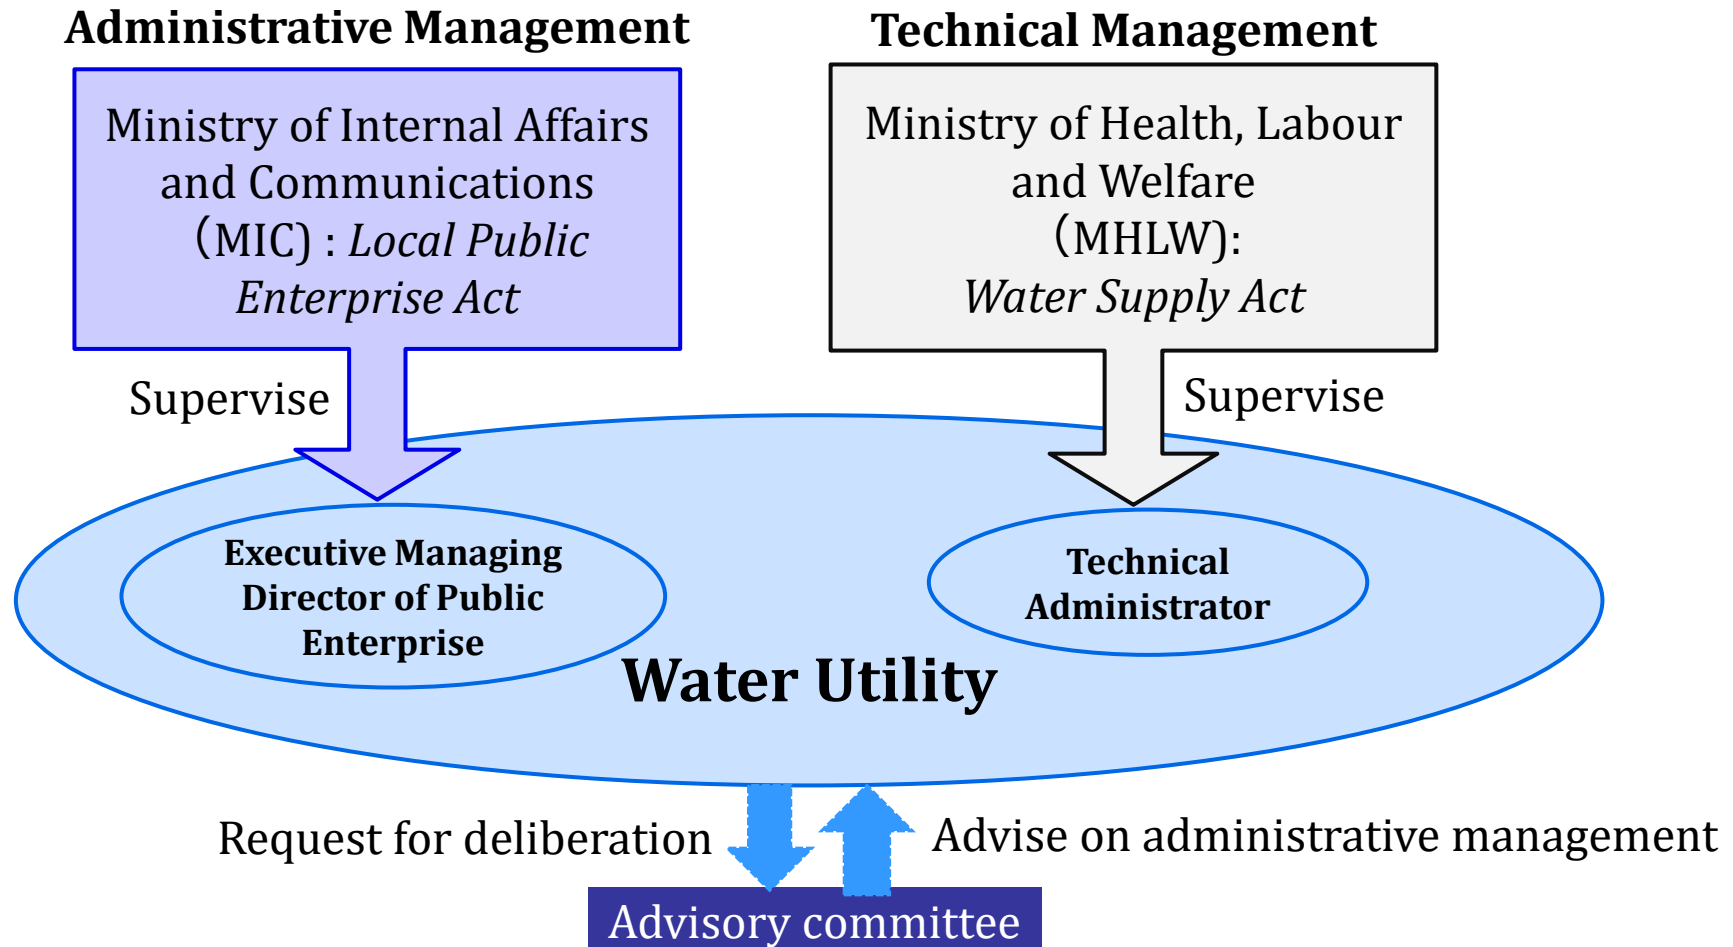 Administrative Management
Technical Management
Ministry of Internal Affairs
and Communications
（MIC) : Local Public
Enterprise Act
Ministry of Health, Labour
and Welfare
（MHLW):
Water Supply Act
Supervise
Supervise
Executive Managing
Director of Public
Enterprise
Technical
Administrator
Water Utility
Request for deliberation
Advise on administrative management
Advisory committee